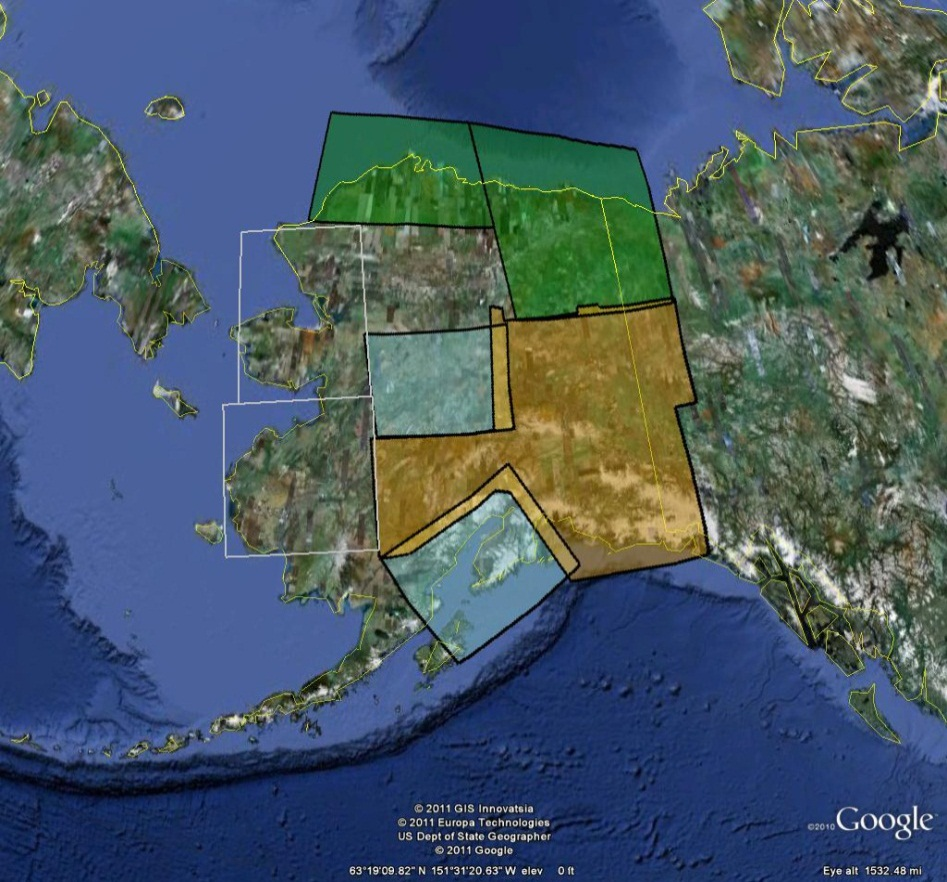 © 2011 GIS Innovatsia
© 2011 Europa Technologies
US Dept of State Geographer
© 2011 Google
©2010 Google
63°19'09.82" N 151°31'20.63" W elev 0 ft
Eye alt 1532.48 mi